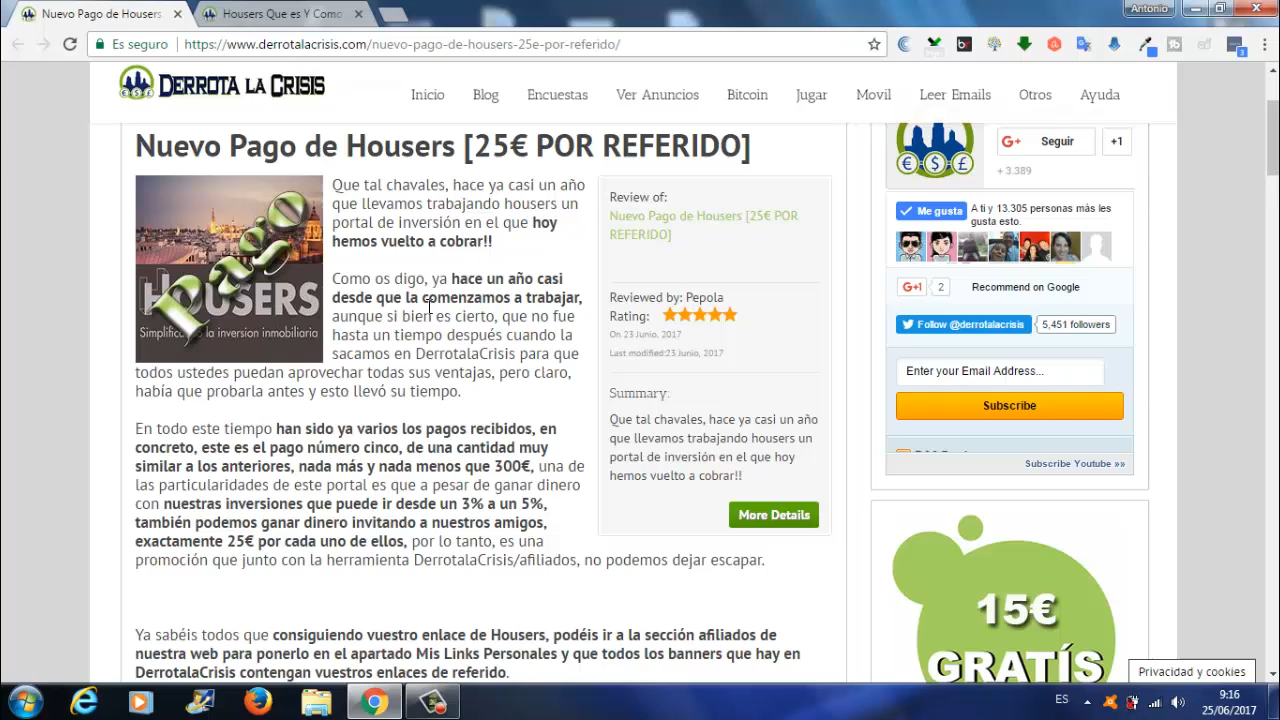 Nuevo Pago de Housers
Housers Que es Y Como
Antonio
Es seguro
https://www.derrotalacrisis.com/nuevo-pago-de-housers-25e-por-referido/
DERROTA LA CRISIS
Inicio
Blog
Encuestas
Ver Anuncios
Bitcoin
Jugar
Movil
Leer Emails
Otros
Ayuda
Nuevo Pago de Housers [25€ POR REFERIDO]
Pago
HOUSERS
Simplifica la inversion inmobiliaria
Que tal chavales, hace ya casi un año
que llevamos trabajando housers un
portal de inversión en el que hoy
hemos vuelto a cobrar!!
Como os digo, ya hace un año casi
desde que la comenzamos a trabajar,
aunque si bien es cierto, que no fue
hasta un tiempo después cuando la
sacamos en DerrotalaCrisis para que
todos ustedes puedan aprovechar todas sus ventajas, pero claro,
había que probarla antes y esto llevó su tiempo.
En todo este tiempo han sido ya varios los pagos recibidos, en
concreto, este es el pago número cinco, de una cantidad muy
similar a los anteriores, nada más y nada menos que 300€, una de
las particularidades de este portal es que a pesar de ganar dinero
con nuestras inversiones que puede ir desde un 3% a un 5%,
también podemos ganar dinero invitando a nuestros amigos,
exactamente 25€ por cada uno de ellos, por lo tanto, es una
promoción que junto con la herramienta DerrotalaCrisis/afiliados, no podemos dejar escapar.
Ya sabéis todos que consiguiendo vuestro enlace de Housers, podéis ir a la sección afiliados de
nuestra web para ponerlo en el apartado Mis Links Personales y que todos los banners que hay en
DerrotalaCrisis contengan vuestros enlaces de referido.
Review of:
Nuevo Pago de Housers [25€ POR
REFERIDO]
Reviewed by: Pepola
Rating:
On 23 Junio, 2017
Last modified:23 Junio, 2017
Summary:
Que tal chavales, hace ya casi un año
que llevamos trabajando housers un
portal de inversión en el que hoy
hemos vuelto a cobrar!!
More Details
€ $ £
G+ Seguir
+1
+ 3.389
Me gusta
A ti y 13.305 personas más les
gusta esto.
G+1
2
Recommend on Google
Follow @derrotalacrisis
5,451 followers
Enter your Email Address...
Subscribe
Subscribe Youtube »»
15€
GRATÍS
Privacidad y cookies
ES
9:16
25/06/2017